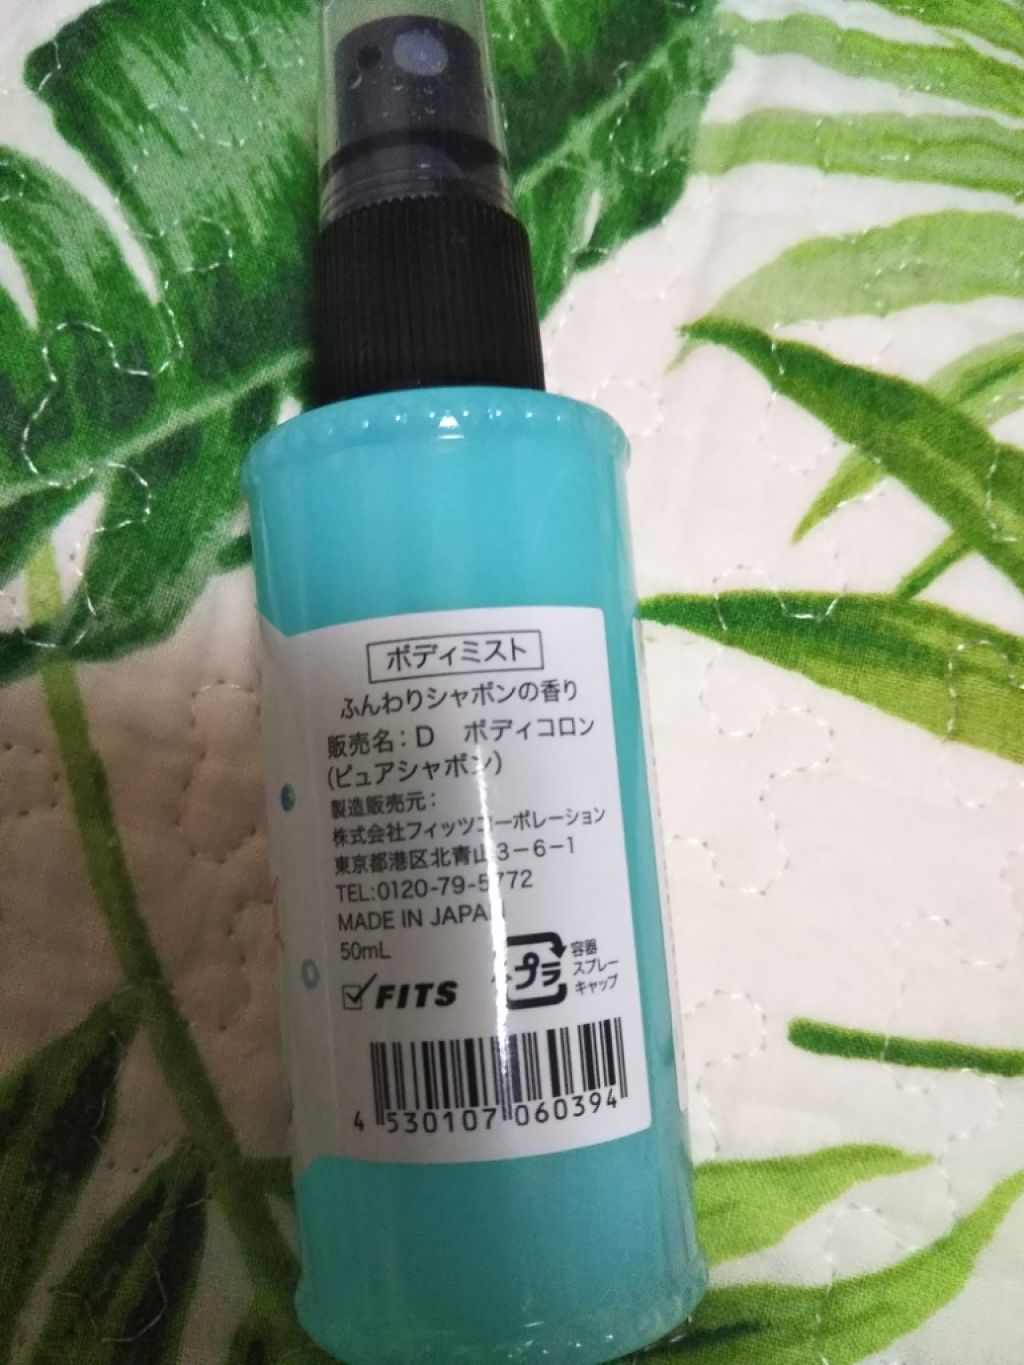 ボディミスト
ふんわりシャボンの香り
販売名:D ボディコロン
(ピュアシャボン)
製造販売元:
株式会社フィッツコーポレーション
東京都港区北青山3-6-1
TEL:0120-79-5772
MADE IN JAPAN
50mL
プラ
容器
スプレー
キャップ
FITS
4 530107 060394